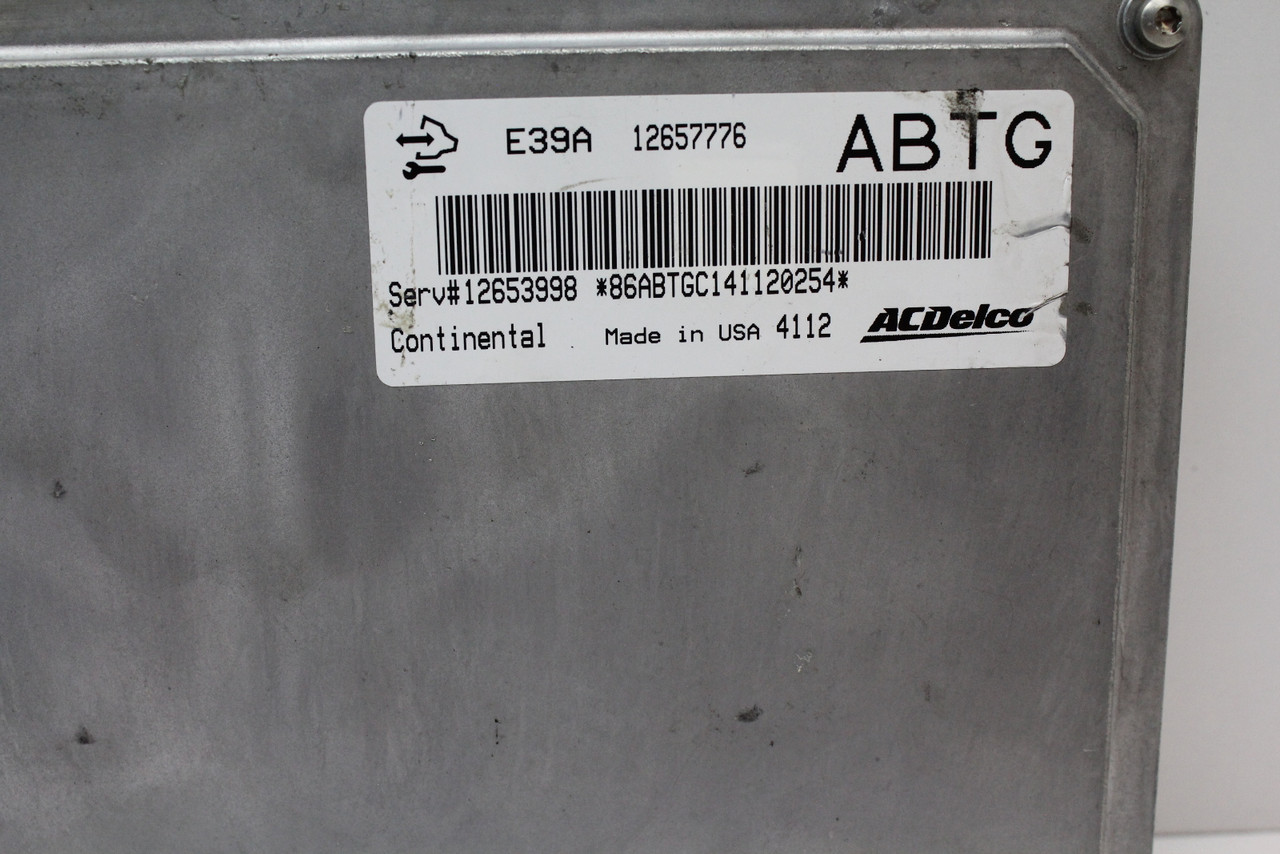 E39A 12657776 ABTG
Serv#12653998 *86ABTGC141120254*
Continental Made in USA 4112 ACDelco